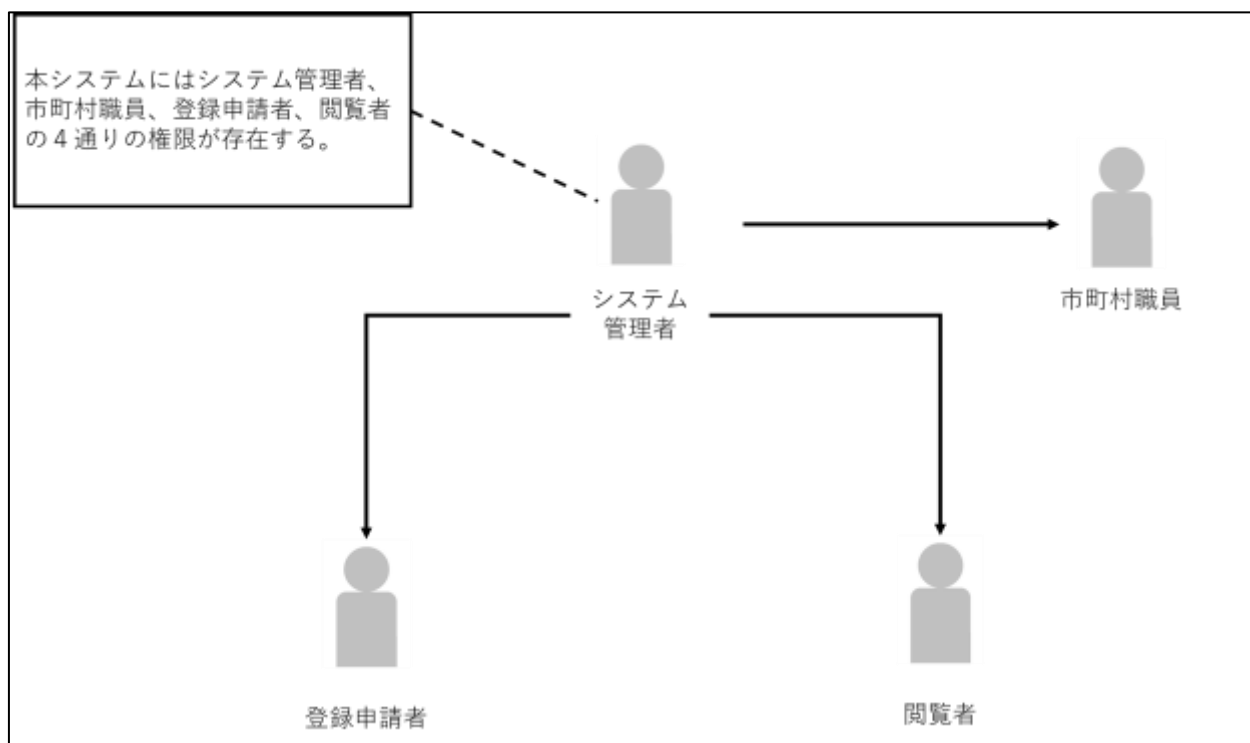 本システムにはシステム管理者、
市町村職員、登録申請者、閲覧者
の４通りの権限が存在する。
システム
管理者
市町村職員
登録申請者
閲覧者